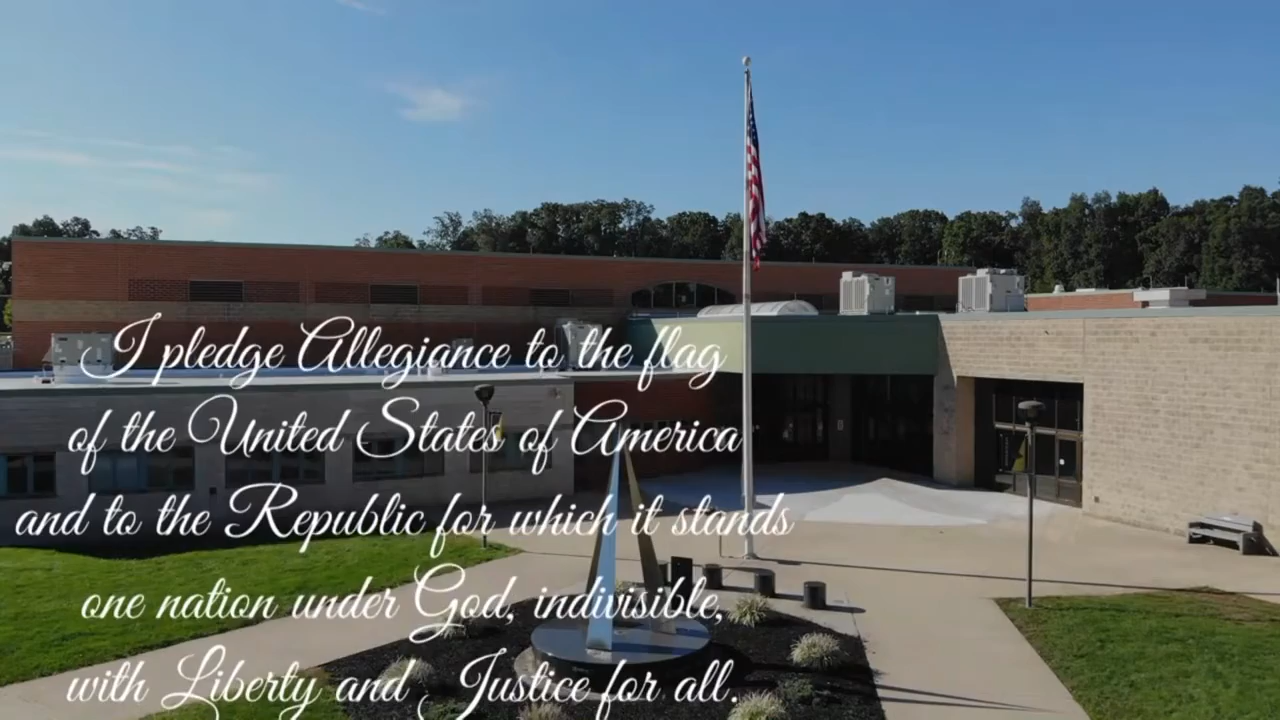 I pledge Allegiance to the flag
of the United States of America
and to the Republic for which it stands
one nation under God, indivisible,
with Liberty and Justice for all.